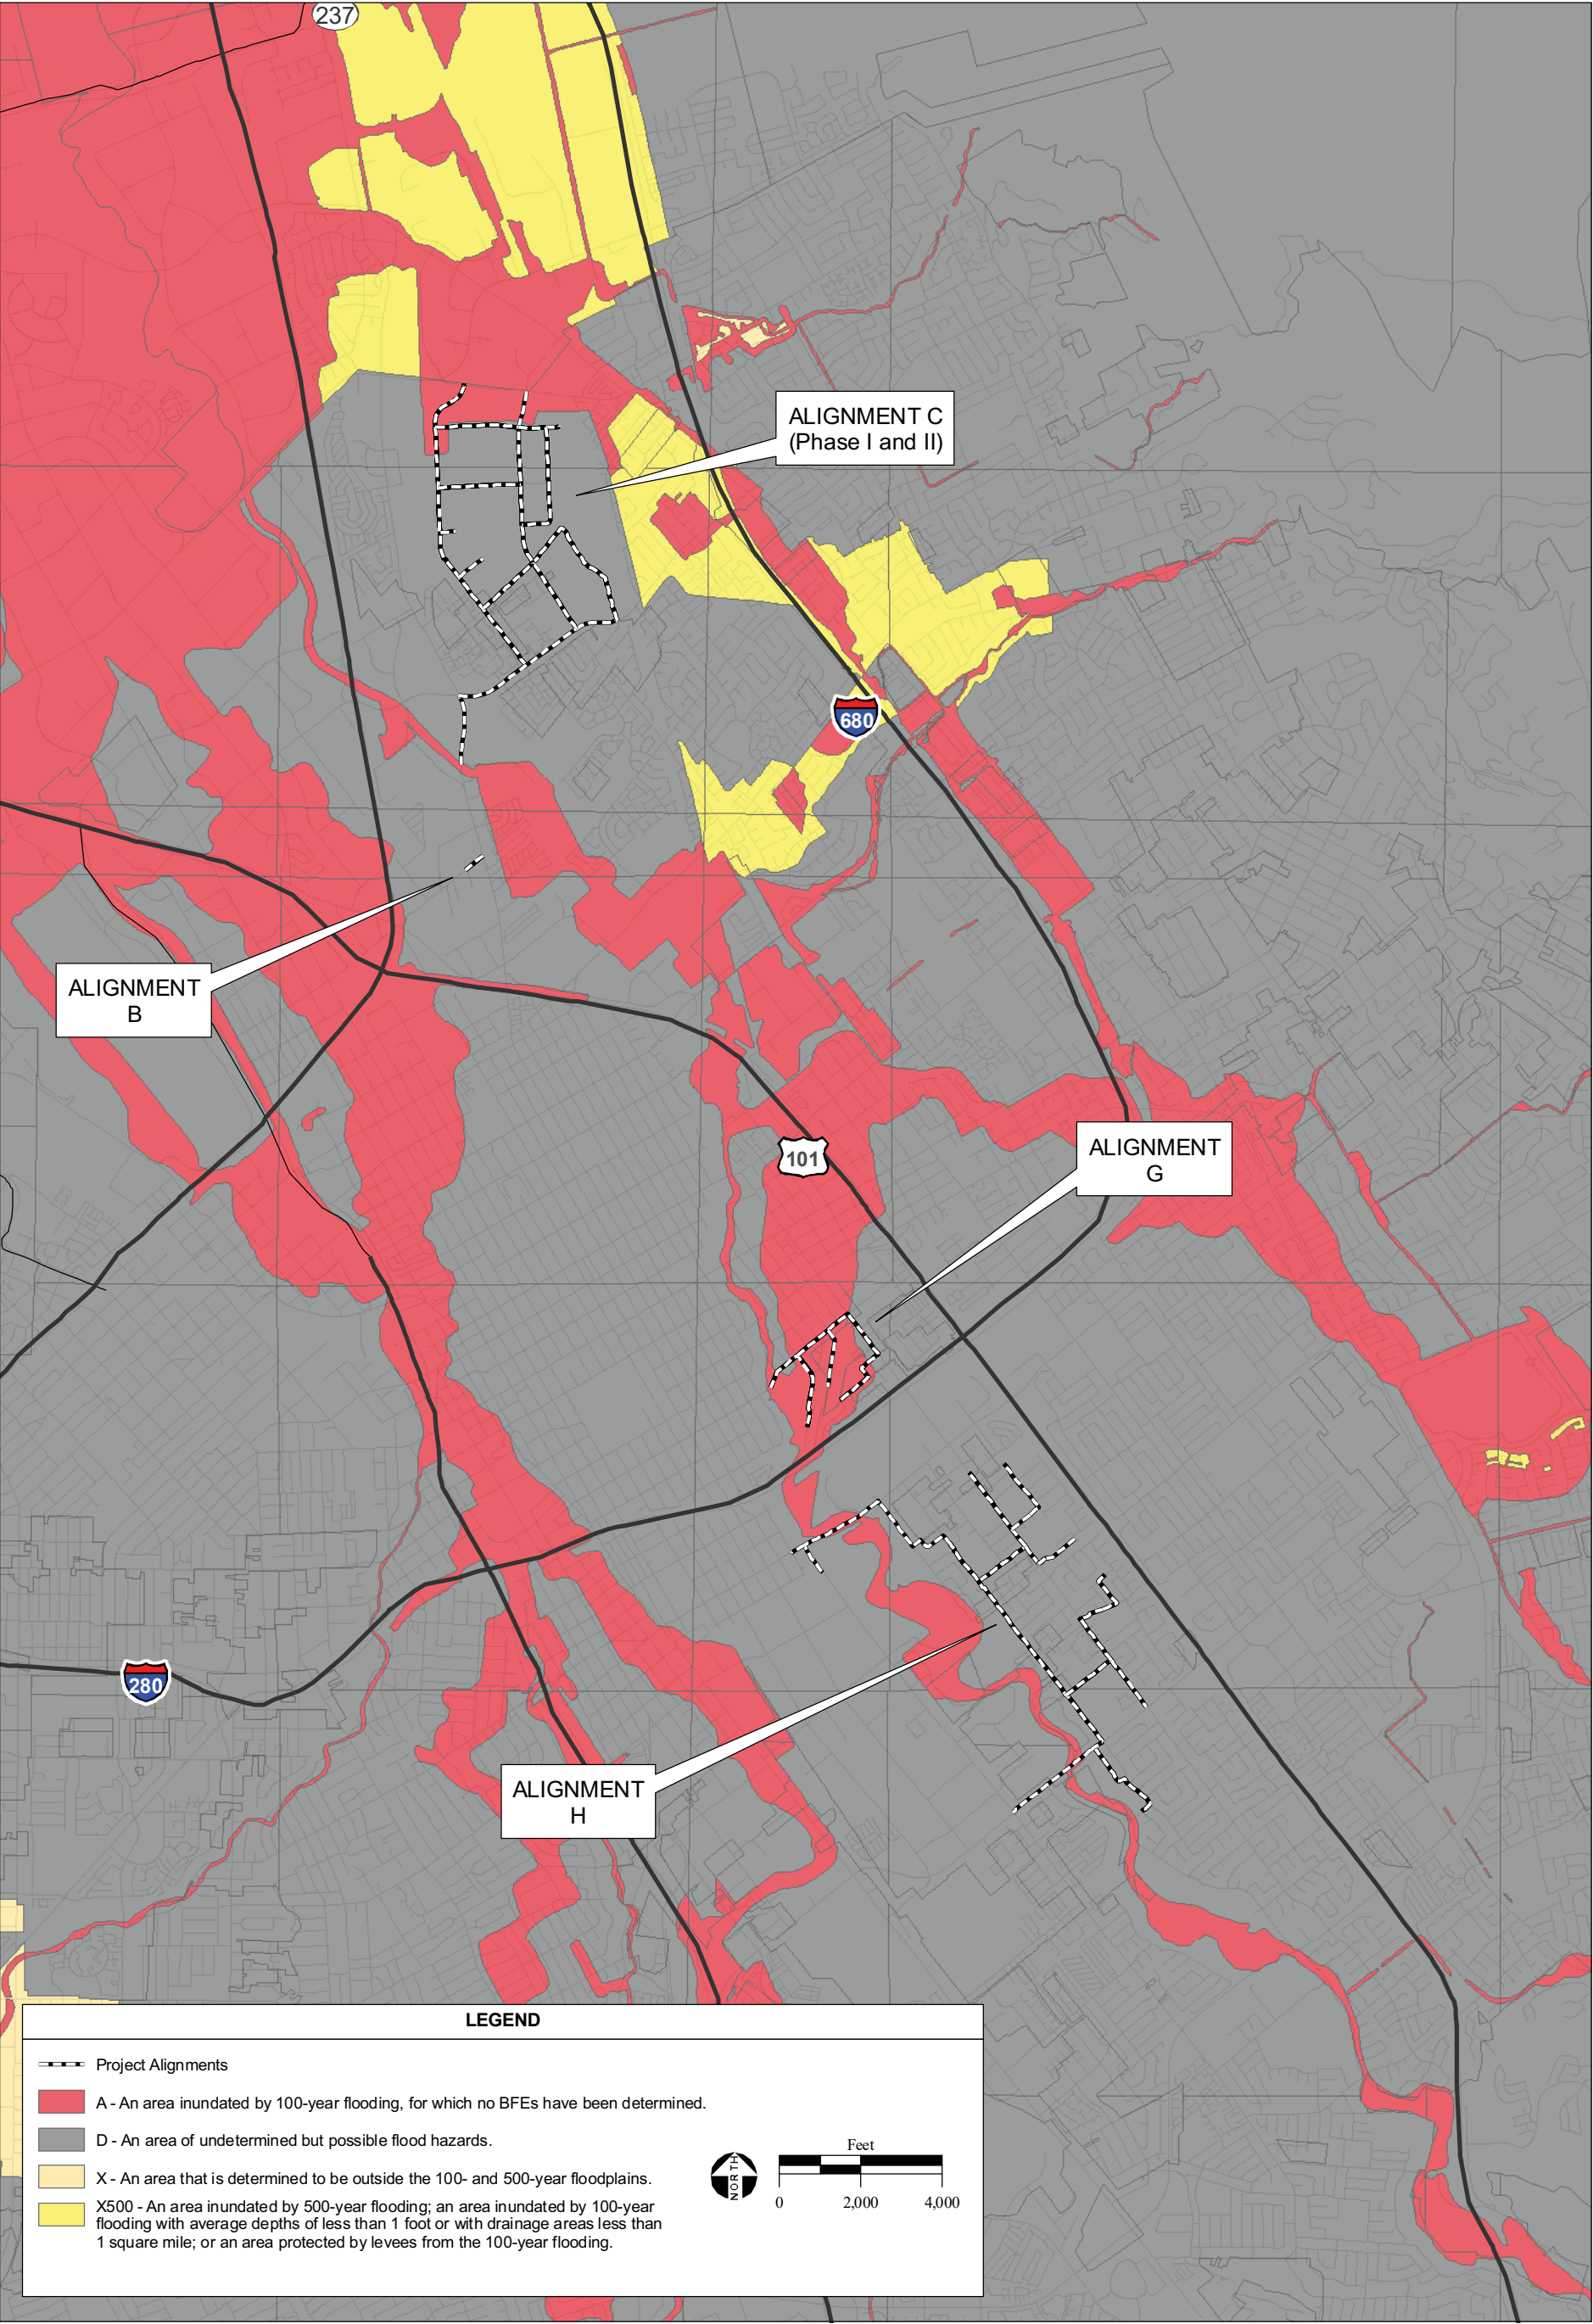 237
ALIGNMENT C
(Phase I and II)
680
ALIGNMENT
B
101
ALIGNMENT
G
280
ALIGNMENT
H
LEGEND
Project Alignments
A - An area inundated by 100-year flooding, for which no BFEs have been determined.
D - An area of undetermined but possible flood hazards.
X - An area that is determined to be outside the 100- and 500-year floodplains.
X500 - An area inundated by 500-year flooding; an area inundated by 100-year
flooding with average depths of less than 1 foot or with drainage areas less than
1 square mile; or an area protected by levees from the 100-year flooding.
NORTH
Feet
0 2,000 4,000